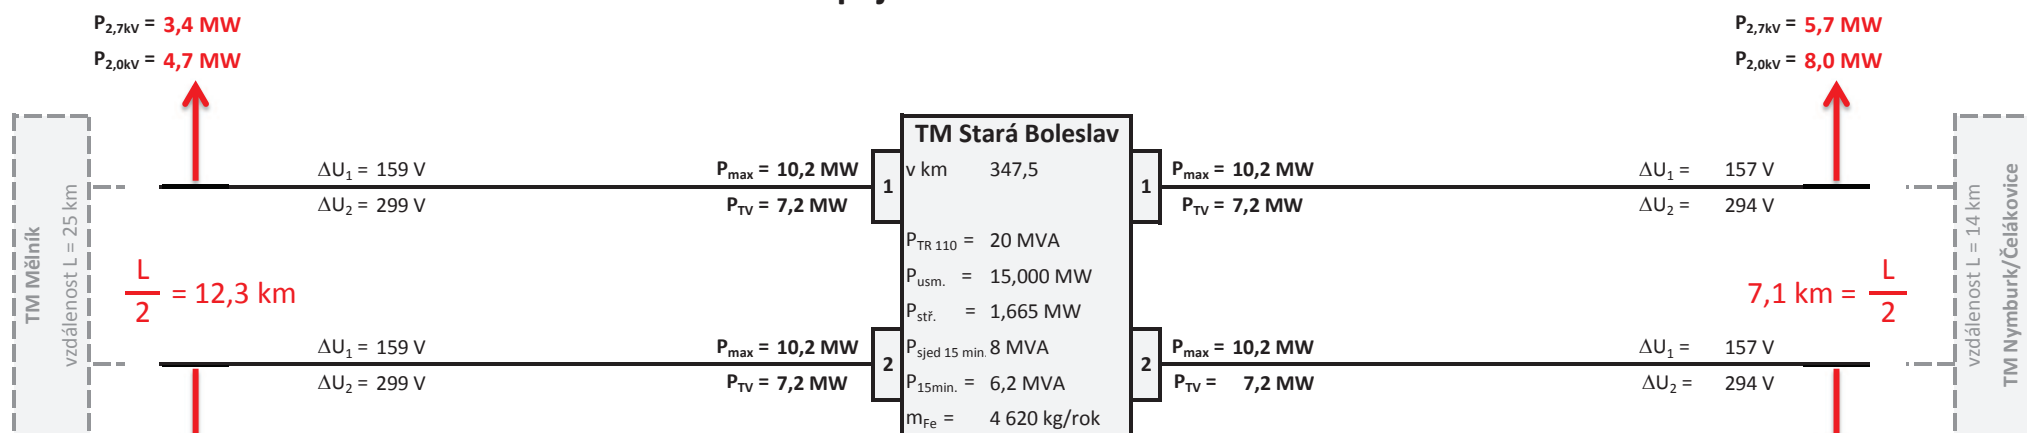 P2,7kV = 3,4 MW
P2,0kV = 4,7 MW
P2,7kV = 5,7 MW
P2,0kV = 8,0 MW
TM Mělník
vzdálenost L = 25 km
ΔU1 = 159 V
ΔU2 = 299 V
Pmax = 10,2 MW
PTV = 7,2 MW
1
L
2
= 12,3 km
ΔU1 = 159 V
ΔU2 = 299 V
Pmax = 10,2 MW
PTV = 7,2 MW
2
TM Stará Boleslav
v km 347,5
PTR 110 = 20 MVA
Pusm. = 15,000 MW
Pstř. = 1,665 MW
Psjed 15 min. 8 MVA
P15min. = 6,2 MVA
mFe = 4 620 kg/rok
1
Pmax = 10,2 MW
PTV = 7,2 MW
ΔU1 = 157 V
ΔU2 = 294 V
7,1 km =
L
2
2
Pmax = 10,2 MW
PTV = 7,2 MW
ΔU1 = 157 V
ΔU2 = 294 V
vzdálenost L = 14 km
TM Nymburk/Čelákovice